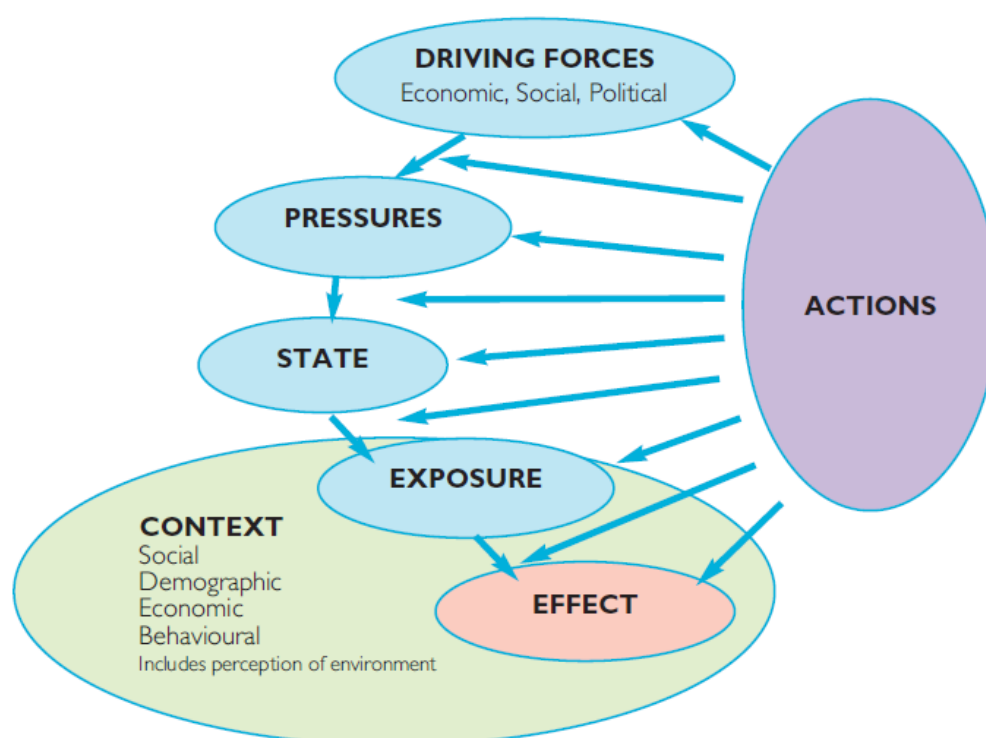 DRIVING FORCES
Economic, Social, Political
PRESSURES
ACTIONS
STATE
EXPOSURE
CONTEXT
Social
Demographic
Economic
Behavioural
Includes perception of environment
EFFECT